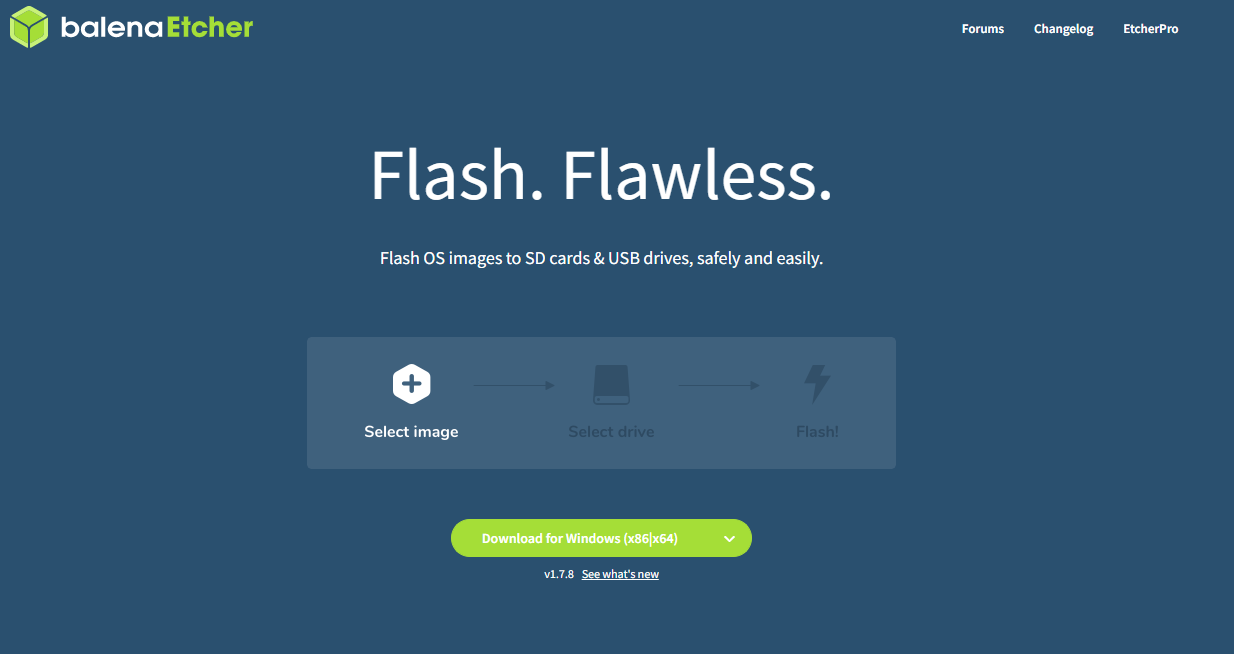 balenaEtcher
Forums Changelog EtcherPro
Flash. Flawless.
Flash OS images to SD cards & USB drives, safely and easily.
Select image Select drive Flash!
Download for Windows (x86|x64)
v1.7.8 See what's new